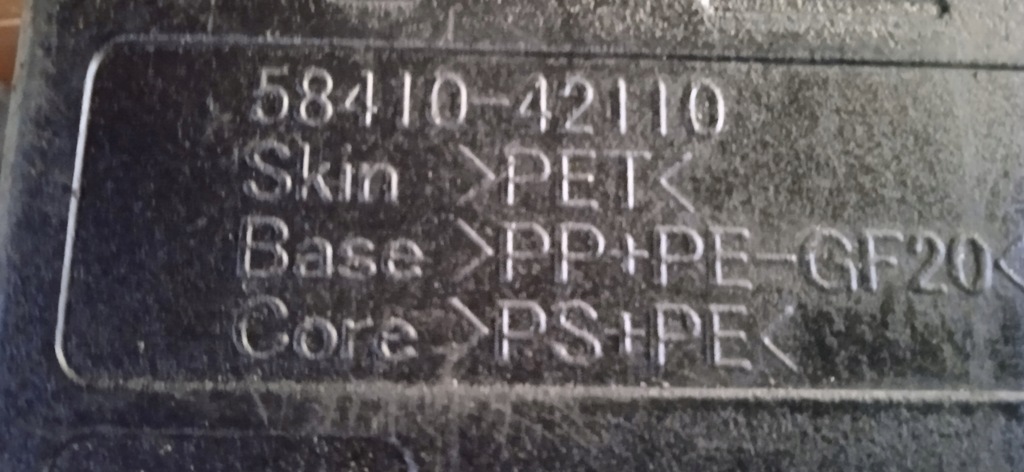 58410-42110
Skin >PET<
Base >PP+PE-GF20<
Core >PS+PE<